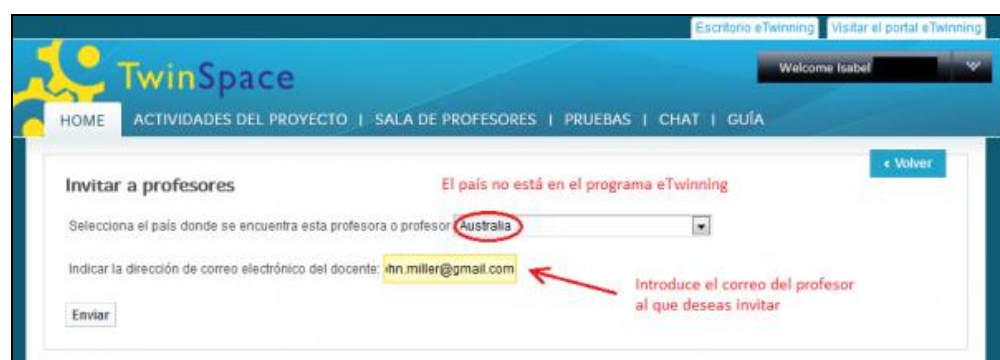 Escritorio eTwinning Visitar el portal eTwinning
TwinSpace
Welcome Isabel
HOME ACTIVIDADES DEL PROYECTO | SALA DE PROFESORES | PRUEBAS | CHAT | GUÍA
« Volver
Invitar a profesores
El país no está en el programa eTwinning
Selecciona el país donde se encuentra esta profesora o profesor Australia
Indicar la dirección de correo electrónico del docente: hn.miller@gmail.com
Introduce el correo del profesor
al que deseas invitar
Enviar